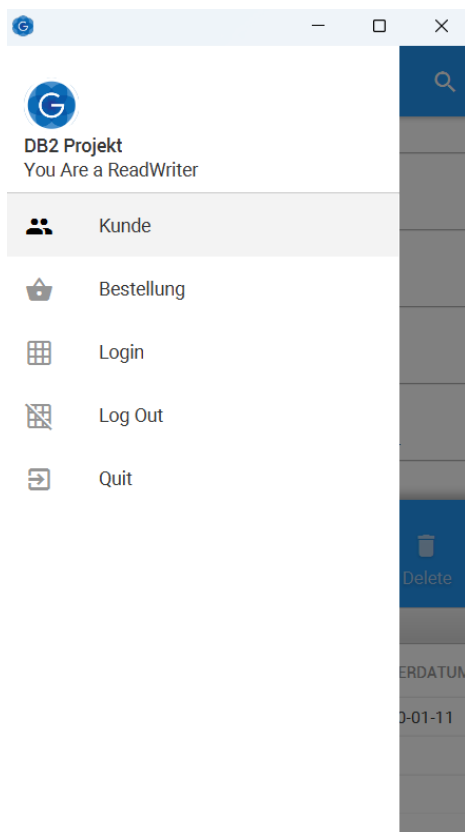 G
G
DB2 Projekt
You Are a ReadWriter
Kunde
Bestellung
Login
Log Out
Quit
Delete
ERDATUM
0-01-11